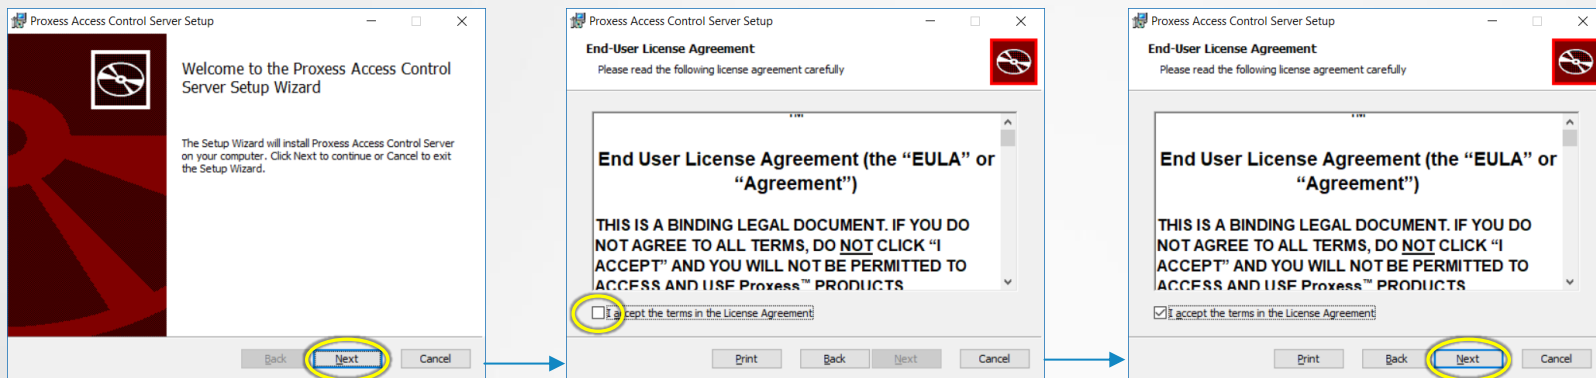 Proxess Access Control Server Setup
Welcome to the Proxess Access Control
Server Setup Wizard
The Setup Wizard will install Proxess Access Control Server
on your computer. Click Next to continue or Cancel to exit
the Setup Wizard.
Back Next Cancel
Proxess Access Control Server Setup
End-User License Agreement
Please read the following license agreement carefully
End User License Agreement (the “EULA” or
“Agreement”)
THIS IS A BINDING LEGAL DOCUMENT. IF YOU DO
NOT AGREE TO ALL TERMS, DO NOT CLICK “I
ACCEPT” AND YOU WILL NOT BE PERMITTED TO
ACCESS AND USE Proxess™ PRODUCTS
I accept the terms in the License Agreement
Print Back Next Cancel
Proxess Access Control Server Setup
End-User License Agreement
Please read the following license agreement carefully
End User License Agreement (the “EULA” or
“Agreement”)
THIS IS A BINDING LEGAL DOCUMENT. IF YOU DO
NOT AGREE TO ALL TERMS, DO NOT CLICK “I
ACCEPT” AND YOU WILL NOT BE PERMITTED TO
ACCESS AND USE Proxess™ PRODUCTS
I accept the terms in the License Agreement
Print Back Next Cancel